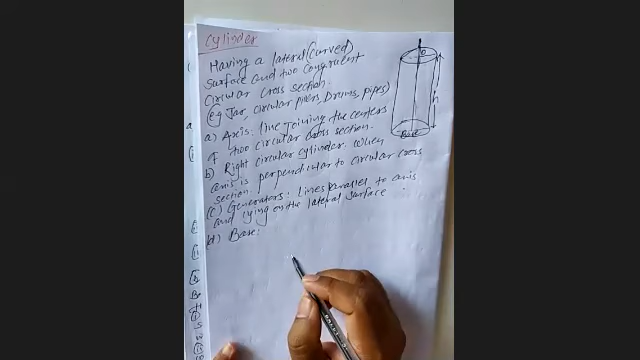 Cylinder
Having a lateral (curved)
surface and two congruent
circular cross section.
(e.g Jar, circular pillers, Drums, pipes)
a) Axis: line joining the centers
of two circular cross section.
b) Right circular cylinder: when
axis is perpendicular to circular cross
section.
(c) Generators: Lines parallel to axis
and lying on the lateral surface
(d) Base:
O
h
Base